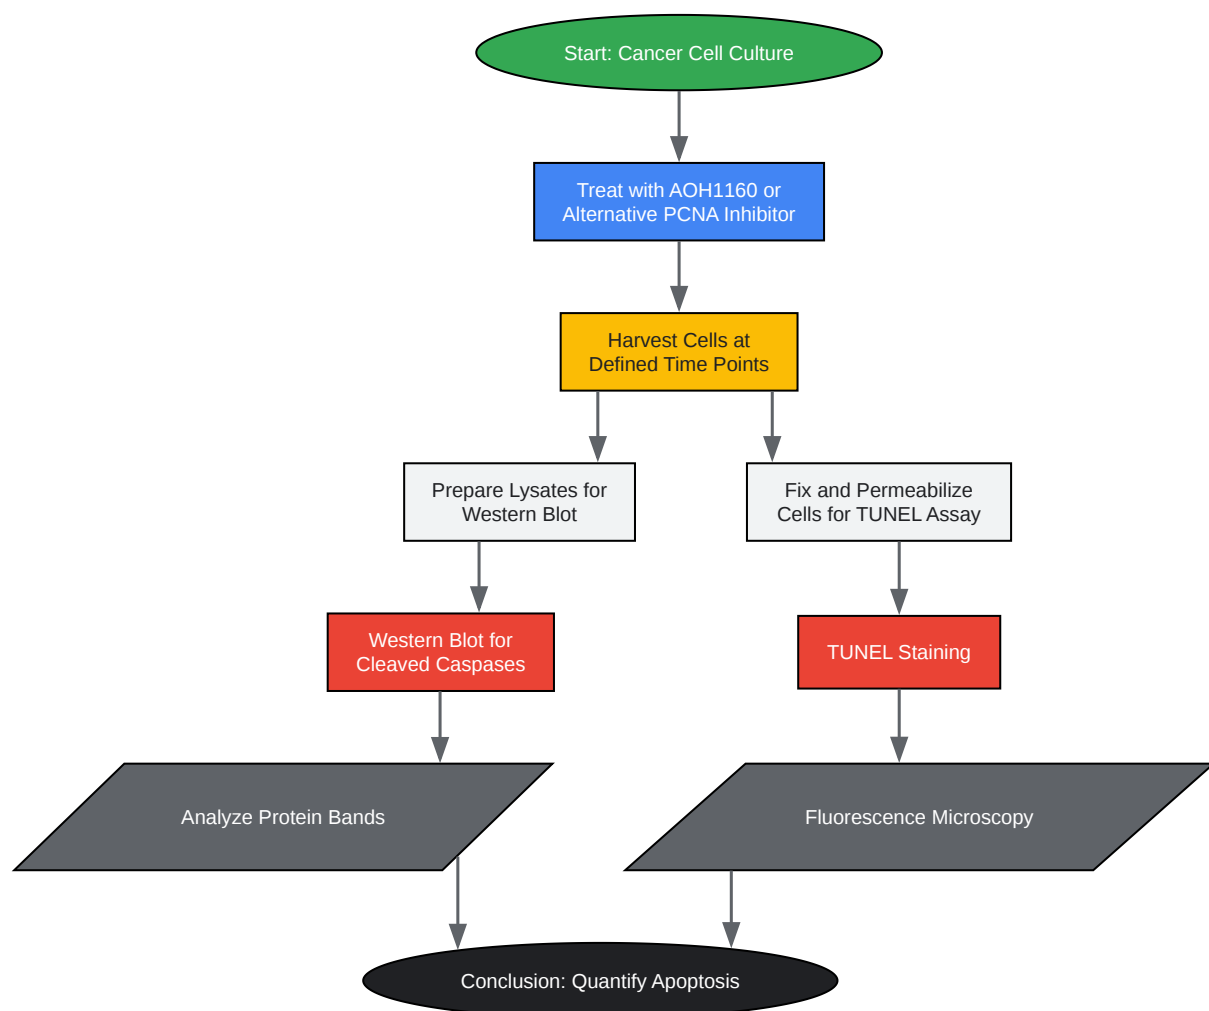 Start: Cancer Cell Culture
Treat with AOH1160 or
Alternative PCNA Inhibitor
Harvest Cells at
Defined Time Points
Prepare Lysates for
Western Blot
Fix and Permeabilize
Cells for TUNEL Assay
Western Blot for
Cleaved Caspases
TUNEL Staining
Analyze Protein Bands
Fluorescence Microscopy
Conclusion: Quantify Apoptosis